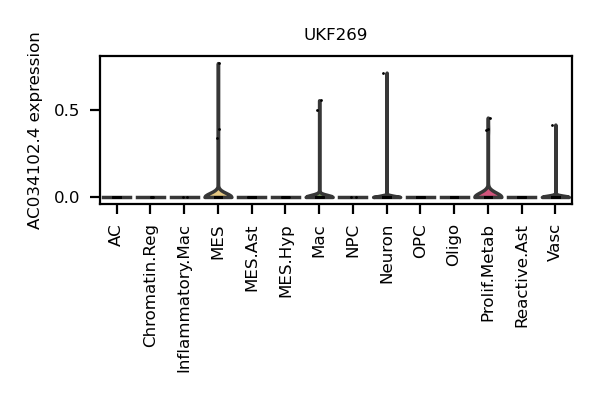 UKF269
AC034102.4 expression
0.5
0.0
AC
Chromatin.Reg
Inflammatory.Mac
MES
MES.Ast
MES.Hyp
Mac
NPC
Neuron
OPC
Oligo
Prolif.Metab
Reactive.Ast
Vasc